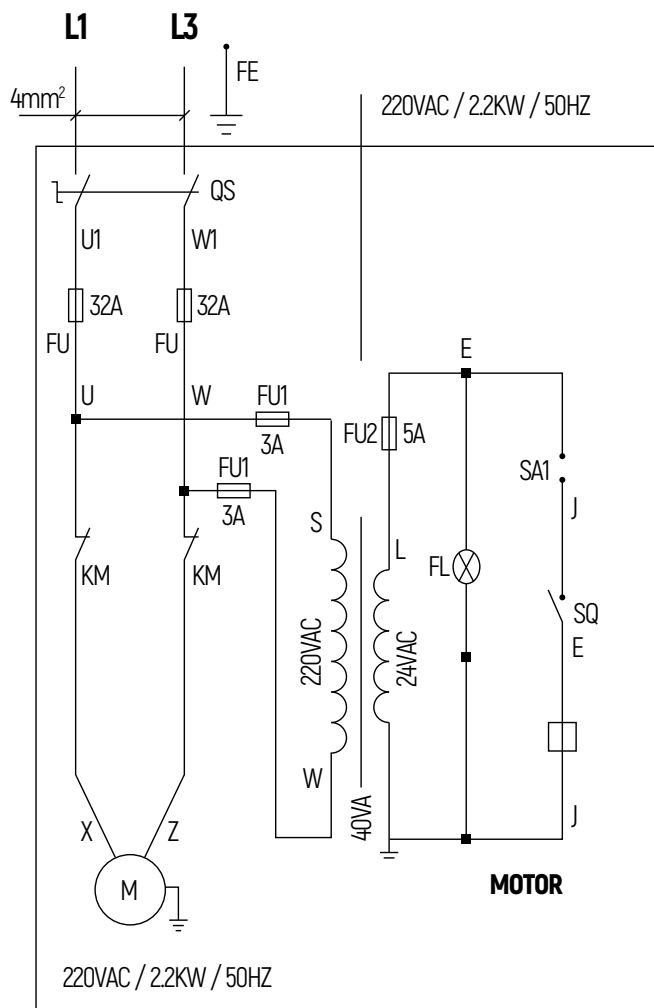 L1 L3
FE
4mm²
220VAC / 2.2KW / 50HZ
QS
U1 W1
32A 32A
FU FU
E
U W FU1
3A
FU2 5A
FU1
3A
SA1
J
S
L
KM KM
FL
SQ
E
220VAC
24VAC
W
40VA
J
X Z
M
MOTOR
220VAC / 2.2KW / 50HZ